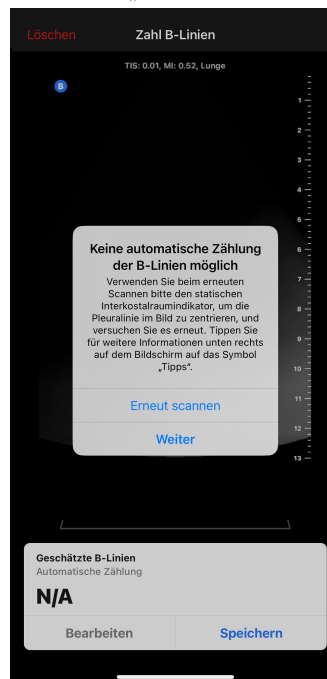 Löschen
Zahl B-Linien
TIS: 0.01, MI: 0.52, Lunge
B
1
2
3
4
5
6
7
8
9
10
11
12
13
Keine automatische Zählung
der B-Linien möglich
Verwenden Sie beim erneuten
Scannen bitte den statischen
Interkostalraumindikator, um die
Pleuralinie im Bild zu zentrieren, und
versuchen Sie es erneut. Tippen Sie
für weitere Informationen unten rechts
auf dem Bildschirm auf das Symbol
„Tipps“.
Erneut scannen
Weiter
Geschätzte B-Linien
Automatische Zählung
N/A
Bearbeiten
Speichern